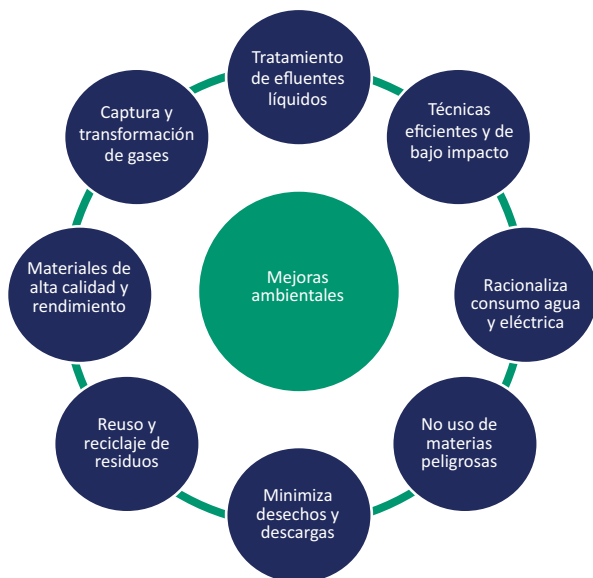 Tratamiento
de efluentes
líquidos
Técnicas
eficientes y de
bajo impacto
Racionaliza
consumo agua
y eléctrica
No uso de
materias
peligrosas
Minimiza
desechos y
descargas
Reuso y
reciclaje de
residuos
Materiales de
alta calidad y
rendimiento
Captura y
transformación
de gases
Mejoras
ambientales